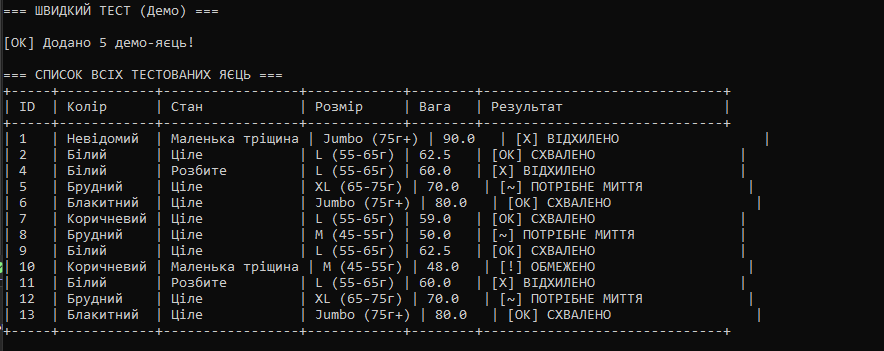 === ШВИДКИЙ ТЕСТ (Демо) ===
[OK] Додано 5 демо-яєць!
=== СПИСОК ВСІХ ТЕСТОВАНИХ ЯЄЦЬ ===
+-----+------------+-----------------+------------+--------+------------------------------+
| ID | Колір | Стан | Розмір | Вага | Результат |
+-----+------------+-----------------+------------+--------+------------------------------+
| 1 | Невідомий | Маленька тріщина | Jumbo (75г+) | 90.0 | [X] ВІДХИЛЕНО |
| 2 | Білий | Ціле | L (55-65г) | 62.5 | [OK] СХВАЛЕНО |
| 4 | Білий | Розбите | L (55-65г) | 60.0 | [X] ВІДХИЛЕНО |
| 5 | Брудний | Ціле | XL (65-75г) | 70.0 | [~] ПОТРІБНЕ МИТТЯ |
| 6 | Блакитний | Ціле | Jumbo (75г+) | 80.0 | [OK] СХВАЛЕНО |
| 7 | Коричневий | Ціле | L (55-65г) | 59.0 | [OK] СХВАЛЕНО |
| 8 | Брудний | Ціле | M (45-55г) | 50.0 | [~] ПОТРІБНЕ МИТТЯ |
| 9 | Білий | Ціле | L (55-65г) | 62.5 | [OK] СХВАЛЕНО |
| 10 | Коричневий | Маленька тріщина | M (45-55г) | 48.0 | [!] ОБМЕЖЕНО |
| 11 | Білий | Розбите | L (55-65г) | 60.0 | [X] ВІДХИЛЕНО |
| 12 | Брудний | Ціле | XL (65-75г) | 70.0 | [~] ПОТРІБНЕ МИТТЯ |
| 13 | Блакитний | Ціле | Jumbo (75г+) | 80.0 | [OK] СХВАЛЕНО |
+-----+------------+-----------------+------------+--------+------------------------------+